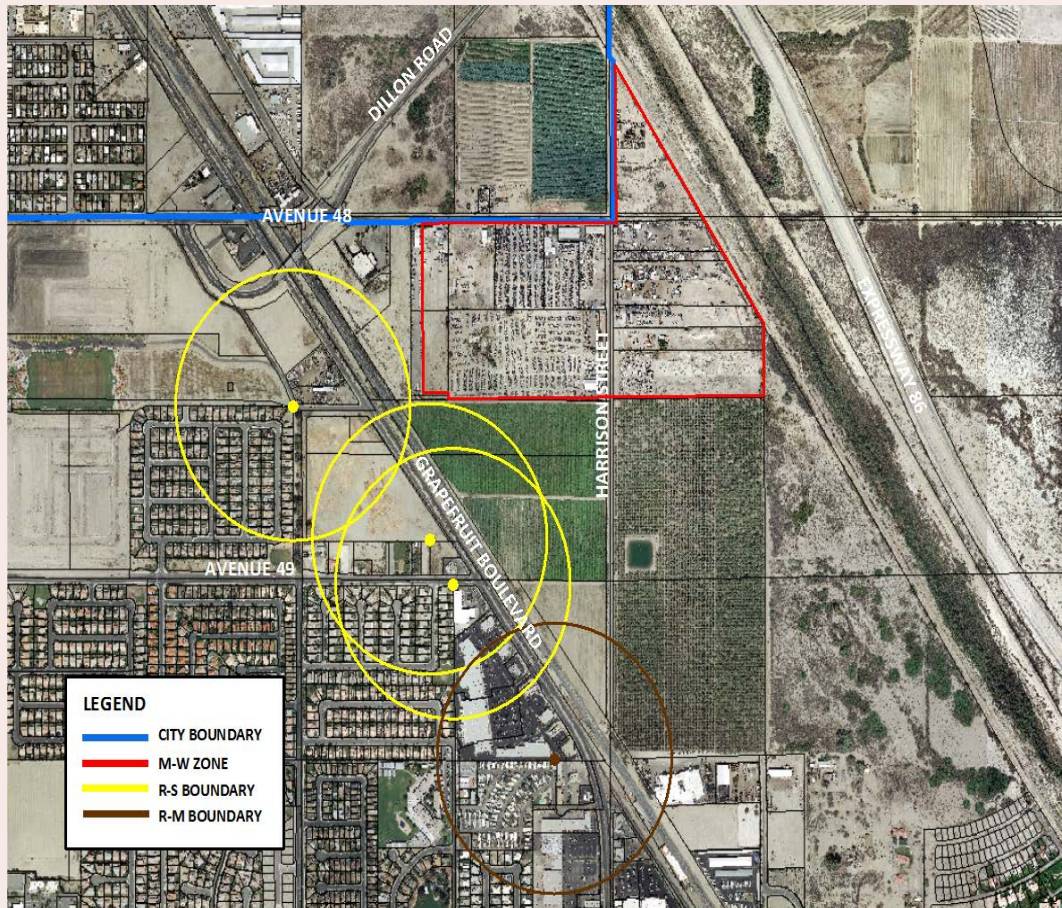 DILLON ROAD
AVENUE 48
EXPRESSWAY 86
HARRISON STREET
GRAPEFRUIT BOULEVARD
AVENUE 49
LEGEND
CITY BOUNDARY
M-W ZONE
R-S BOUNDARY
R-M BOUNDARY